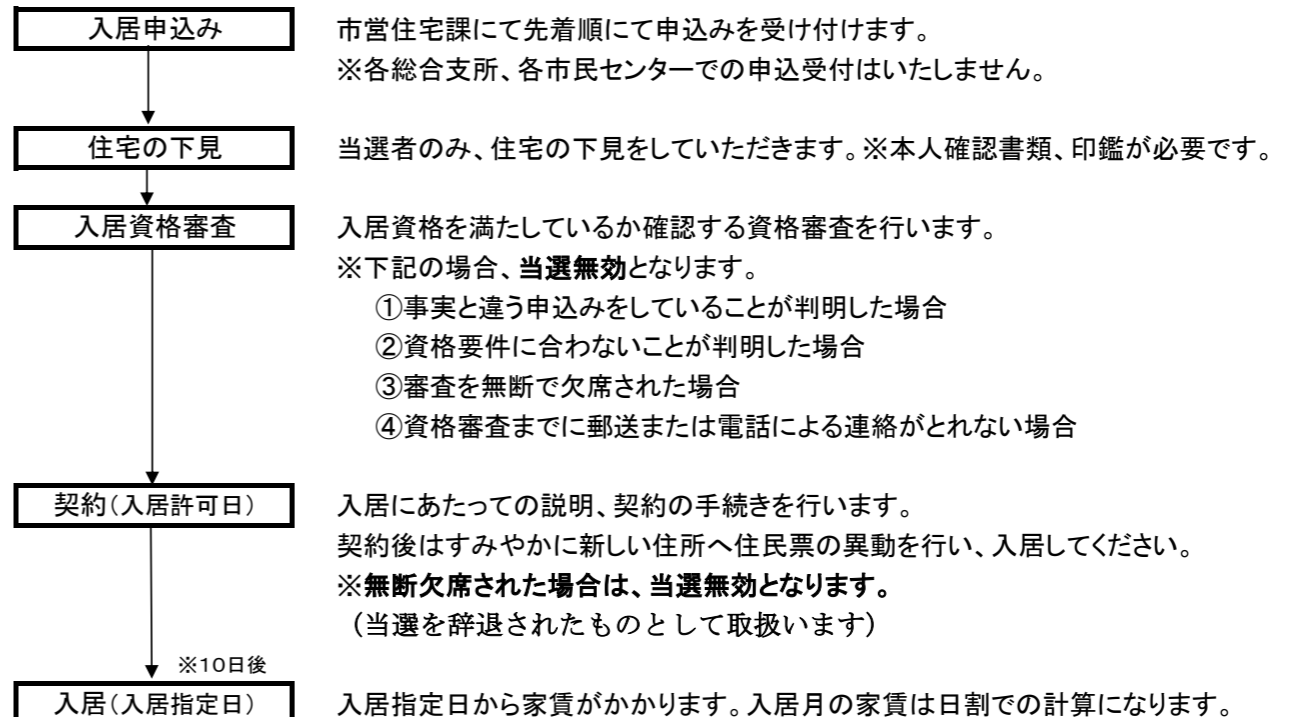 入居申込み 市営住宅課にて先着順にて申込みを受け付けます。
※各総合支所、各市民センターでの申込受付はいたしません。
住宅の下見 当選者のみ、住宅の下見をしていただきます。※本人確認書類、印鑑が必要です。
入居資格審査 入居資格を満たしているか確認する資格審査を行います。
※下記の場合、当選無効となります。
①事実と違う申込みをしていることが判明した場合
②資格要件に合わないことが判明した場合
③審査を無断で欠席された場合
④資格審査までに郵送または電話による連絡がとれない場合
契約(入居許可日) 入居にあたっての説明、契約の手続きを行います。
契約後はすみやかに新しい住所へ住民票の異動を行い、入居してください。
※無断欠席された場合は、当選無効となります。
(当選を辞退されたものとして取扱います)
※10日後
入居(入居指定日) 入居指定日から家賃がかかります。入居月の家賃は日割での計算になります。